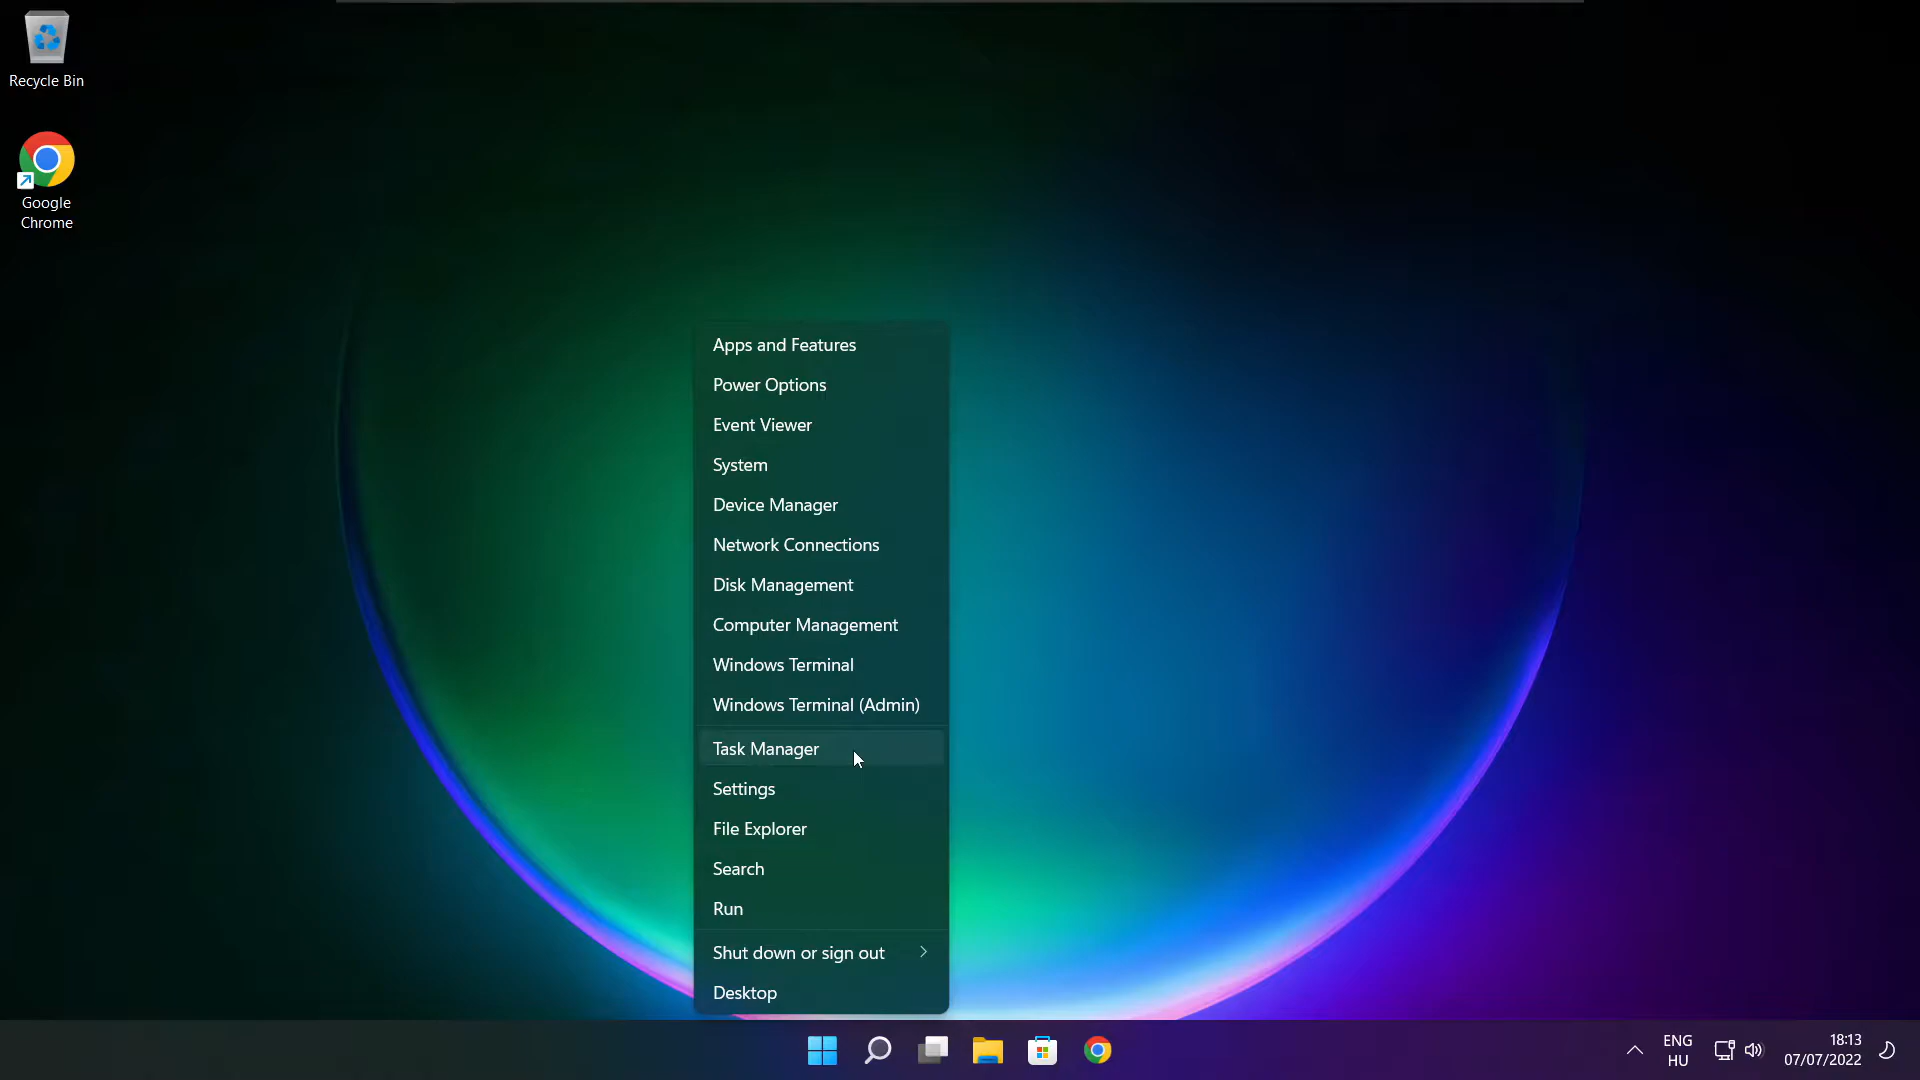 Recycle Bin
Google
Chrome
Apps and Features
Power Options
Event Viewer
System
Device Manager
Network Connections
Disk Management
Computer Management
Windows Terminal
Windows Terminal (Admin)
Task Manager
Settings
File Explorer
Search
Run
Shut down or sign out
Desktop
ENG
HU
18:13
07/07/2022